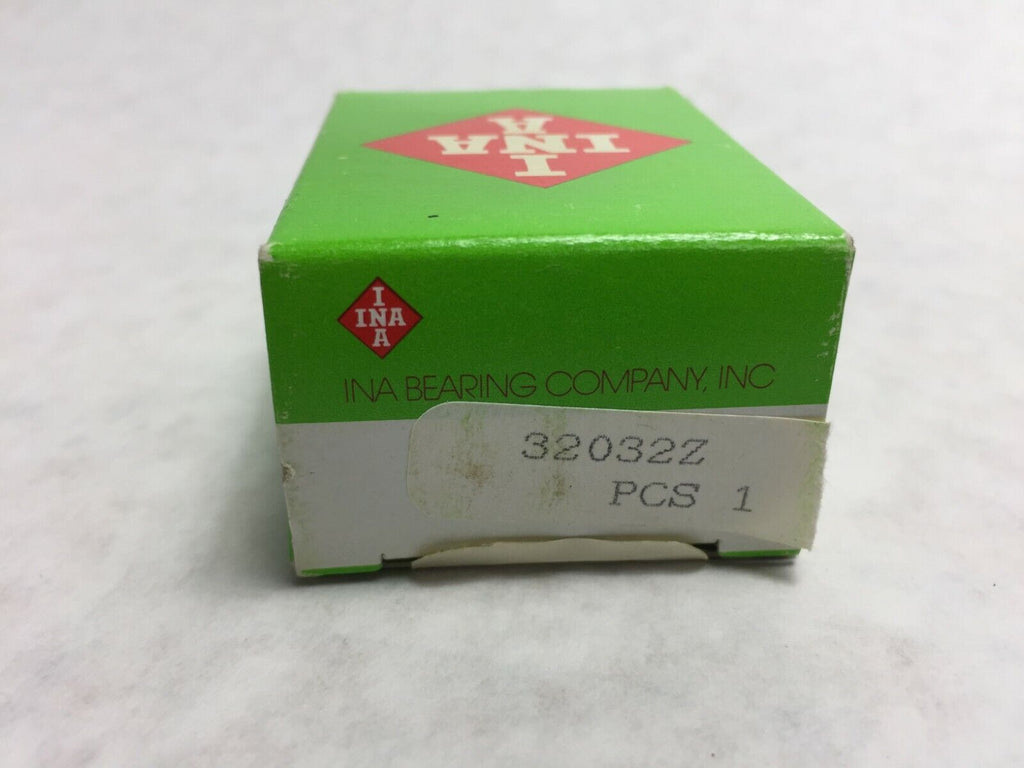 I
INA
A
I
INA
A
INA BEARING COMPANY, INC
32032Z
PCS 1